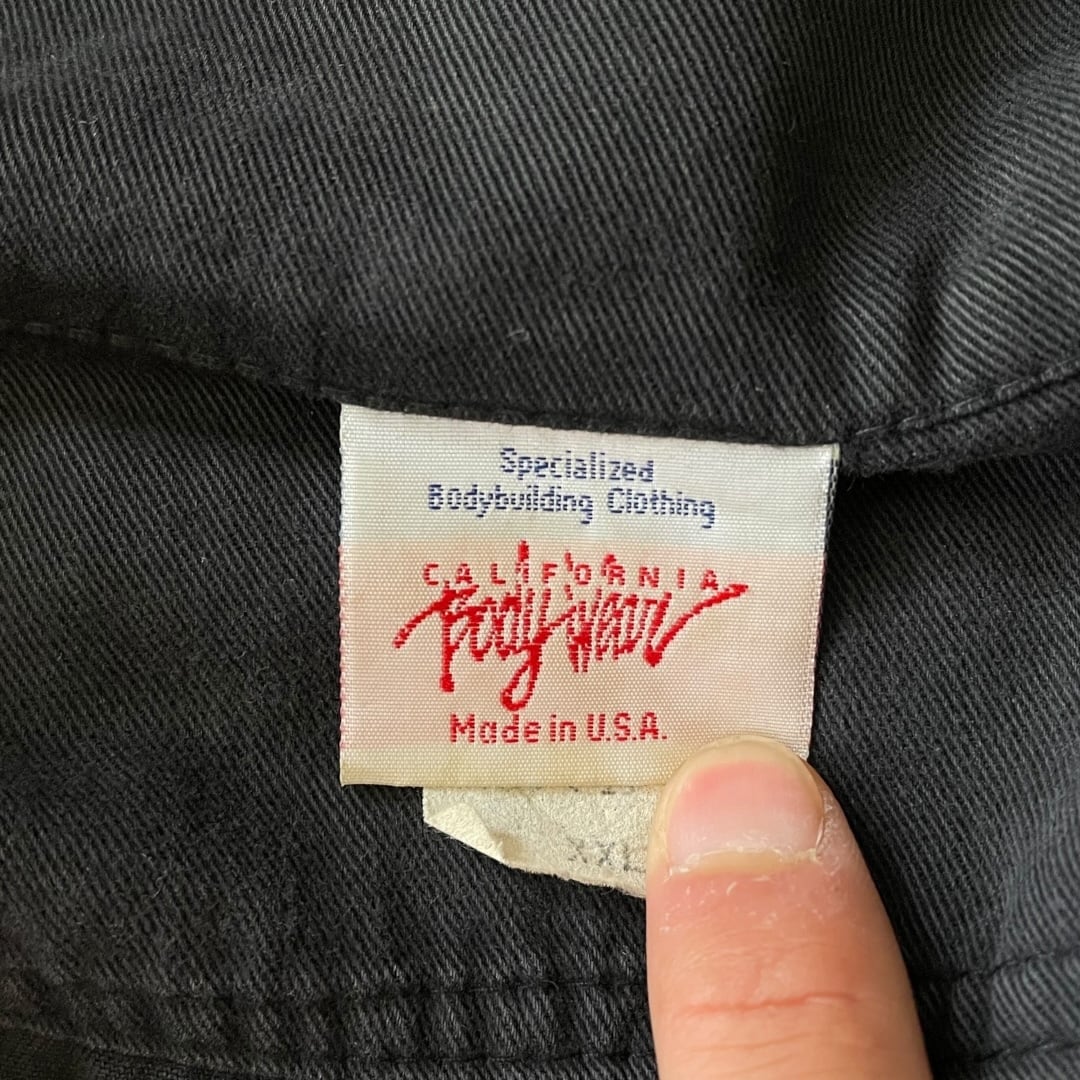 Specialized
Bodybuilding Clothing
CALIFORNIA
Body Wear
Made in U.S.A.
XXL